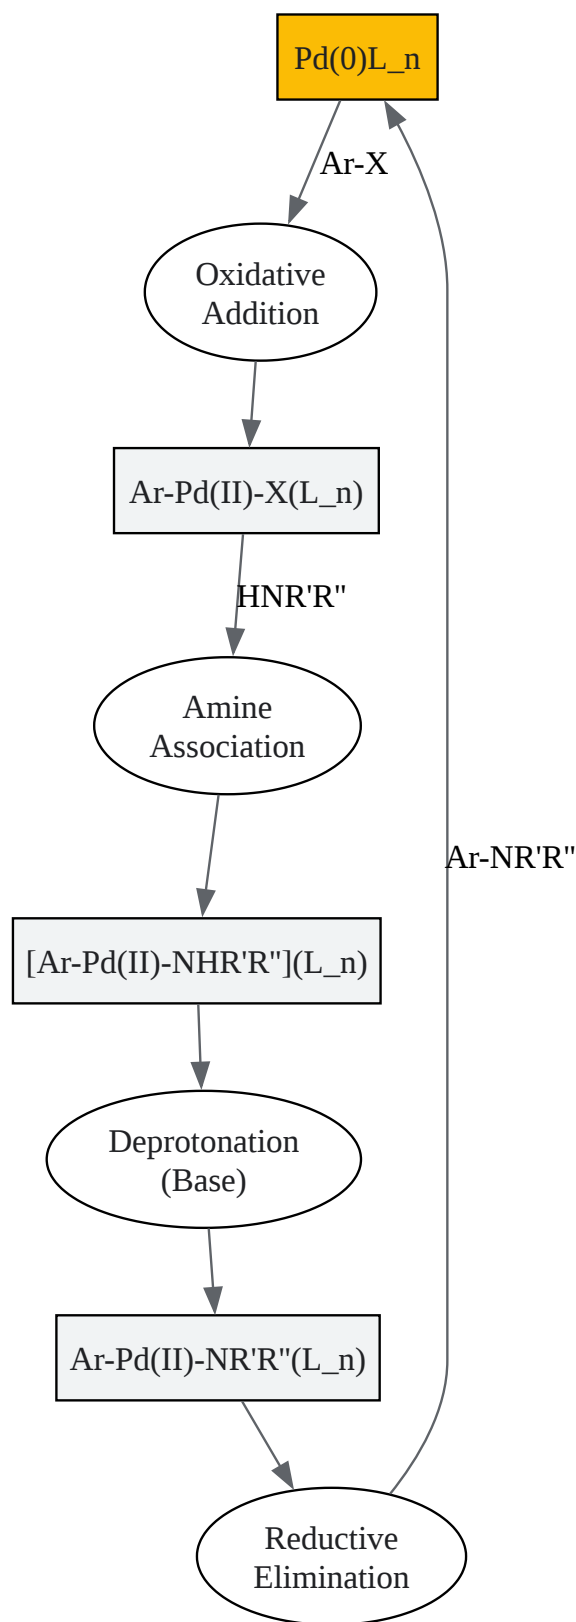 Pd(0)L_n
Ar-X
Oxidative
Addition
Ar-Pd(II)-X(L_n)
HNR'R"
Amine
Association
Ar-NR'R"
[Ar-Pd(II)-NHR'R"](L_n)
Deprotonation
(Base)
Ar-Pd(II)-NR'R"(L_n)
Reductive
Elimination